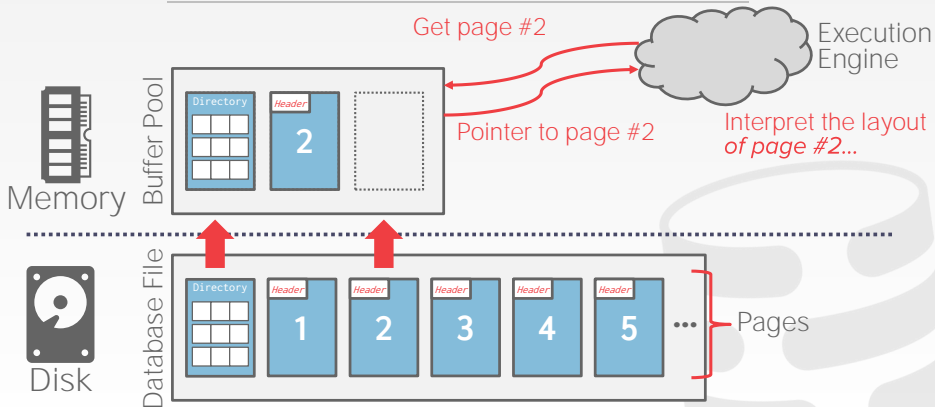 Get page #2
Execution
Engine
Buffer Pool
Directory
Header
2
Pointer to page #2
Interpret the layout
of page #2...
Memory
Database File
Directory
Header
1
Header
2
Header
3
Header
4
Header
5
...
Pages
Disk